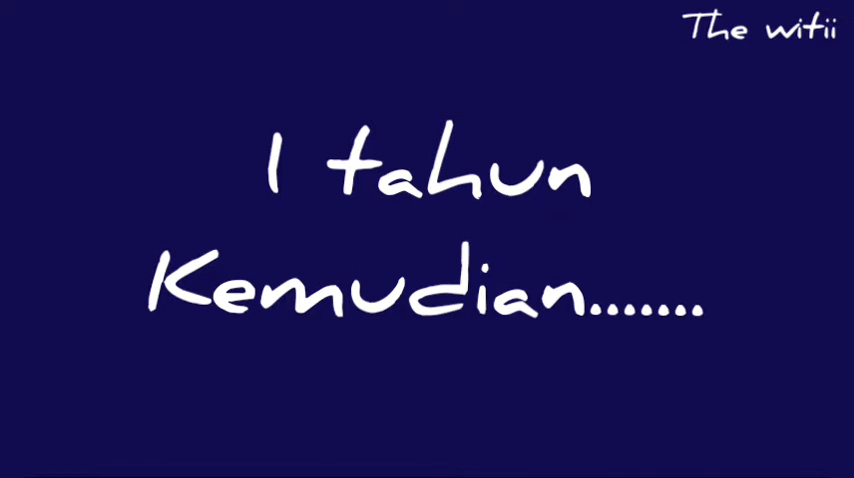 The witii
1 tahun
Kemudian.......